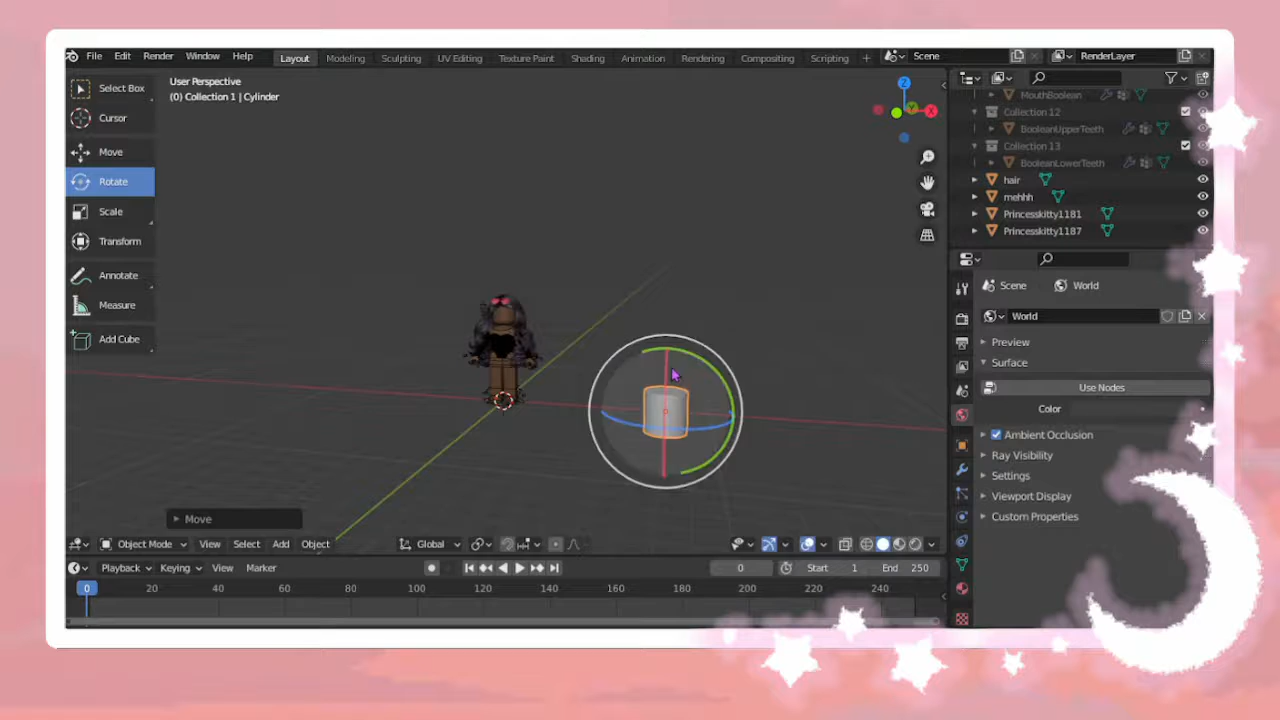 File Edit Render Window Help Layout Modeling Sculpting UV Editing Texture Paint Shading Animation Rendering Compositing Scripting + Scene RenderLayer
Select Box
Cursor
Move
Rotate
Scale
Transform
Annotate
Measure
Add Cube
User Perspective
(0) Collection 1 | Cylinder
Z
Y
X
Move
Object Mode View Select Add Object Global
MouthBoolean
Collection 12
BooleanUpperTeeth
Collection 13
BooleanLowerTeeth
hair
mehhh
Princesskitty1181
Princesskitty1187
Scene World
World
Preview
Surface
Use Nodes
Color
Ambient Occlusion
Ray Visibility
Settings
Viewport Display
Custom Properties
Playback Keying View Marker 0 Start 1 End 250
0 20 40 60 80 100 120 140 160 180 200 220 240